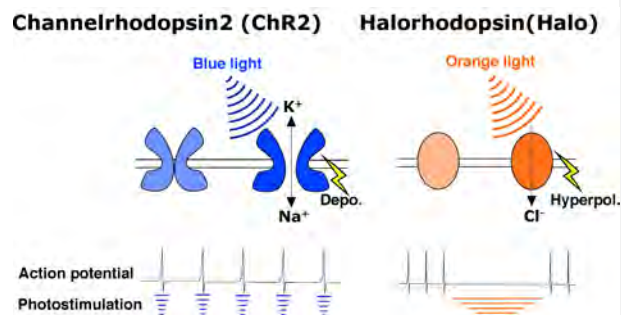 Channelrhodopsin2 (ChR2)
Halorhodopsin(Halo)
Blue light
Orange light
K⁺
Depo.
Na⁺
Hyperpol.
Cl⁻
Action potential
Photostimulation